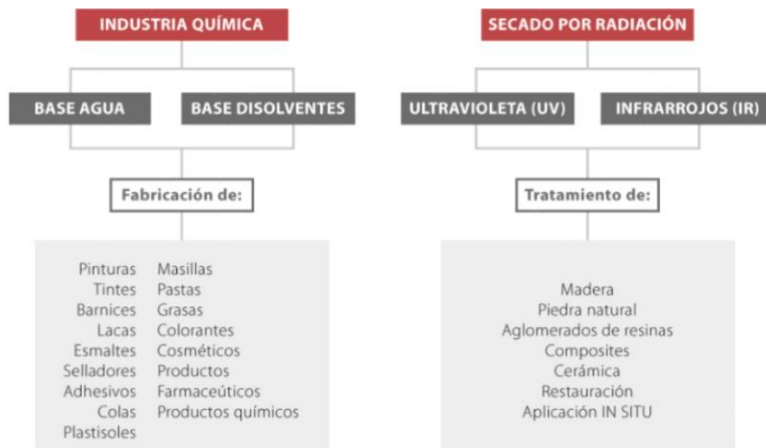 INDUSTRIA QUÍMICA
BASE AGUA
BASE DISOLVENTES
Fabricación de:
Pinturas
Tintes
Barnices
Lacas
Esmaltes
Selladores
Adhesivos
Colas
Plastisoles
Masillas
Pastas
Grasas
Colorantes
Cosméticos
Productos
Farmaceúticos
Productos químicos
SECADO POR RADIACIÓN
ULTRAVIOLETA (UV)
INFRARROJOS (IR)
Tratamiento de:
Madera
Piedra natural
Aglomerados de resinas
Composites
Cerámica
Restauración
Aplicación IN SITU